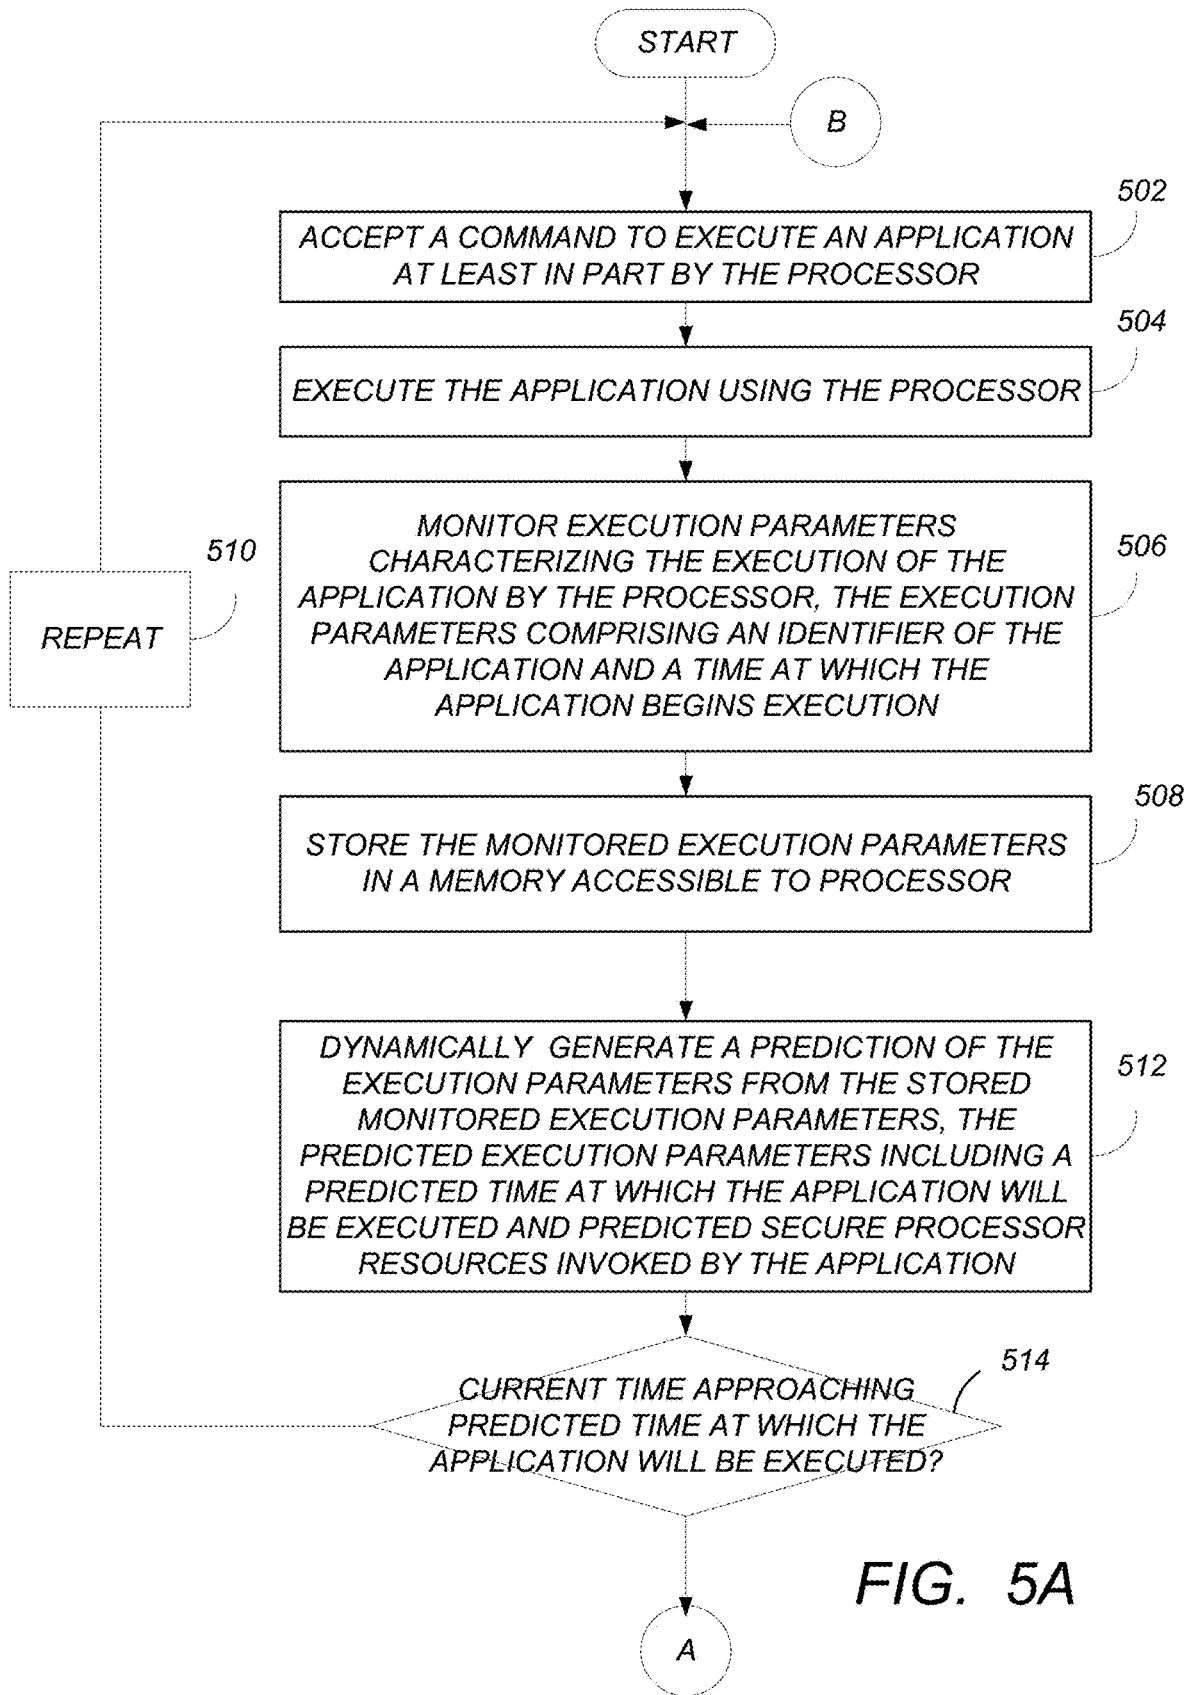 START
B
502
ACCEPT A COMMAND TO EXECUTE AN APPLICATION
AT LEAST IN PART BY THE PROCESSOR
504
EXECUTE THE APPLICATION USING THE PROCESSOR
506
MONITOR EXECUTION PARAMETERS
CHARACTERIZING THE EXECUTION OF THE
APPLICATION BY THE PROCESSOR, THE EXECUTION
PARAMETERS COMPRISING AN IDENTIFIER OF THE
APPLICATION AND A TIME AT WHICH THE
APPLICATION BEGINS EXECUTION
510
REPEAT
508
STORE THE MONITORED EXECUTION PARAMETERS
IN A MEMORY ACCESSIBLE TO PROCESSOR
512
DYNAMICALLY GENERATE A PREDICTION OF THE
EXECUTION PARAMETERS FROM THE STORED
MONITORED EXECUTION PARAMETERS, THE
PREDICTED EXECUTION PARAMETERS INCLUDING A
PREDICTED TIME AT WHICH THE APPLICATION WILL
BE EXECUTED AND PREDICTED SECURE PROCESSOR
RESOURCES INVOKED BY THE APPLICATION
514
CURRENT TIME APPROACHING
PREDICTED TIME AT WHICH THE
APPLICATION WILL BE EXECUTED?
FIG. 5A
A